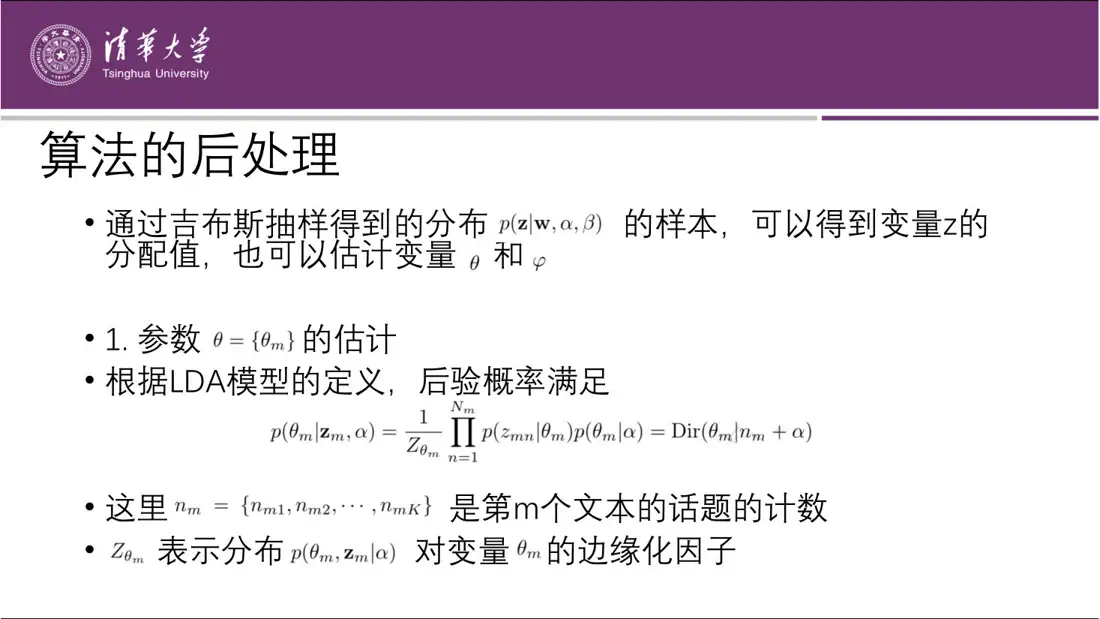 清华大学
Tsinghua University
算法的后处理
• 通过吉布斯抽样得到的分布 p(𝐳|𝐰, α, β) 的样本，可以得到变量z的
分配值，也可以估计变量 θ 和 φ
• 1. 参数 θ = {θ_m} 的估计
• 根据LDA模型的定义，后验概率满足
p(θ_m|𝐳_m, α) = \frac{1}{Z_{θ_m}} \prod_{n=1}^{N_m} p(z_{mn}|θ_m)p(θ_m|α) = Dir(θ_m|n_m + α)
• 这里 n_m = {n_{m1}, n_{m2}, ⋯, n_{mK}} 是第m个文本的话题的计数
• Z_{θ_m} 表示分布 p(θ_m, 𝐳_m|α) 对变量 θ_m 的边缘化因子